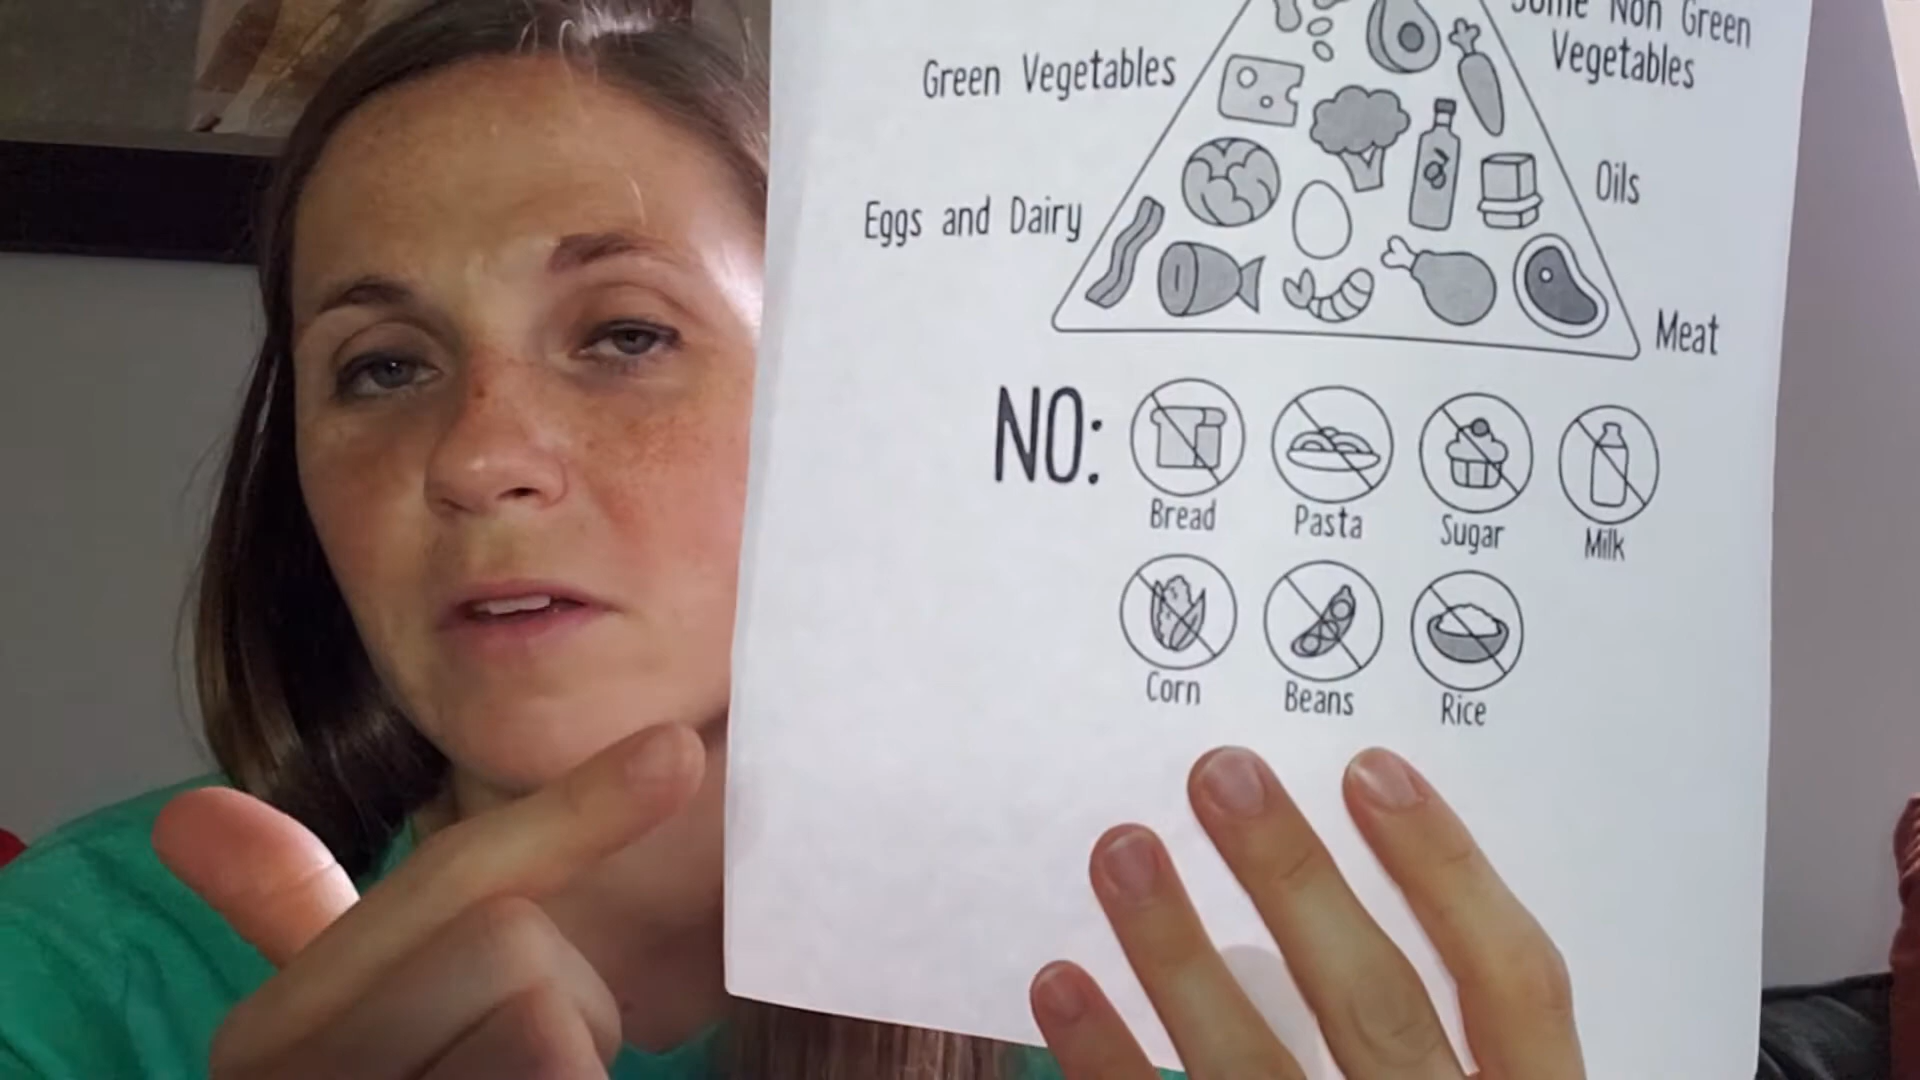 Some Non Green
Vegetables
Green Vegetables
Oils
Eggs and Dairy
Meat
NO:
Bread
Pasta
Sugar
Milk
Corn
Beans
Rice